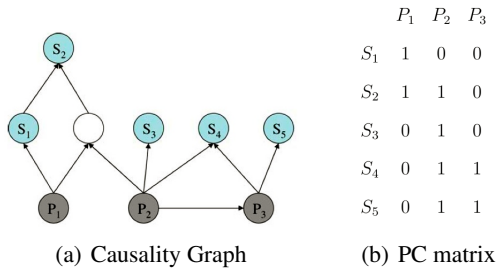 P₁ P₂ P₃
S₂
S₁ 1 0 0
S₂ 1 1 0
S₁ S₃ S₄ S₅
S₃ 0 1 0
S₄ 0 1 1
P₁ P₂ P₃
S₅ 0 1 1
(a) Causality Graph (b) PC matrix